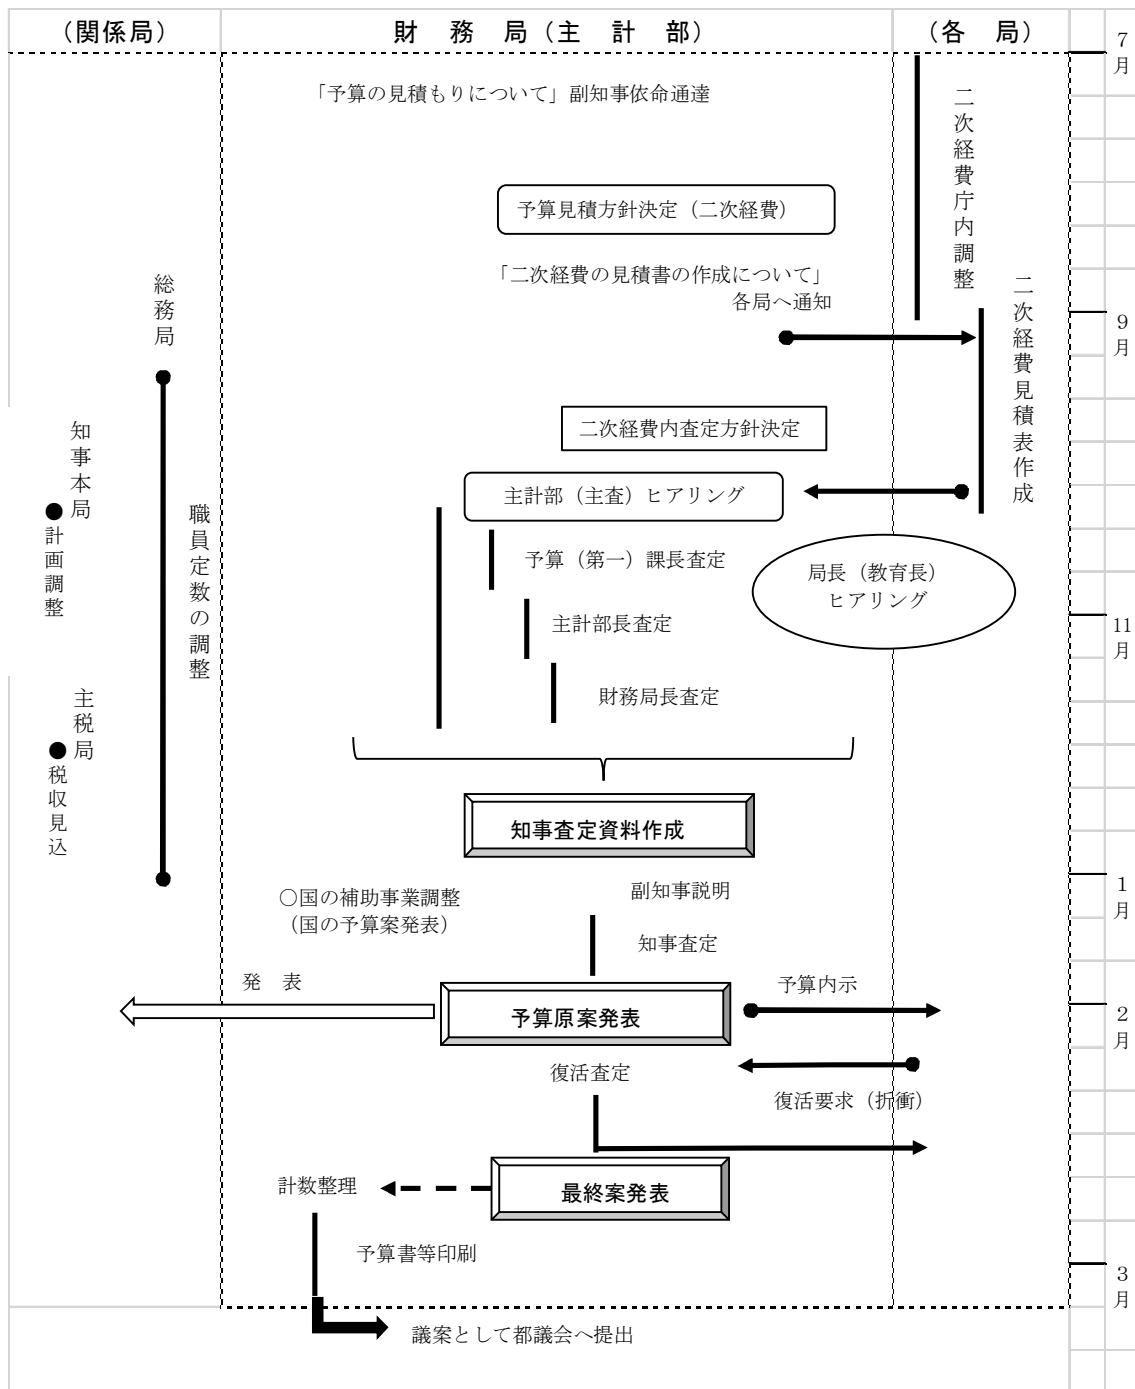 （関係局）
財　務　局（主　計　部）
（各　局）
7月
「予算の見積もりについて」副知事依命通達
二次経費庁内調整
予算見積方針決定（二次経費）
「二次経費の見積書の作成について」
各局へ通知
総務局
二次経費見積表作成
9月
二次経費内査定方針決定
知事本局
●計画調整
職員定数の調整
主計部（主査）ヒアリング
予算（第一）課長査定
局長（教育長）
ヒアリング
主計部長査定
11月
財務局長査定
主税局
●税収見込
知事査定資料作成
副知事説明
○国の補助事業調整
（国の予算案発表）
1月
知事査定
発　表
予算内示
予算原案発表
2月
復活査定
復活要求（折衝）
最終案発表
計数整理
予算書等印刷
3月
議案として都議会へ提出